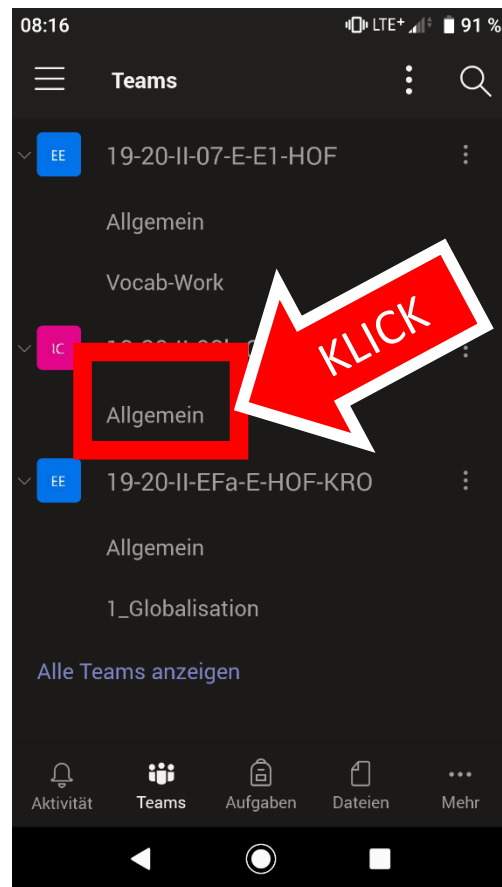 08:16 LTE+ 91 %
Teams
EE 19-20-II-07-E-E1-HOF
Allgemein
Vocab-Work
KLICK
IC
Allgemein
EE 19-20-II-EFa-E-HOF-KRO
Allgemein
1_Globalisation
Alle Teams anzeigen
Aktivität Teams Aufgaben Dateien Mehr